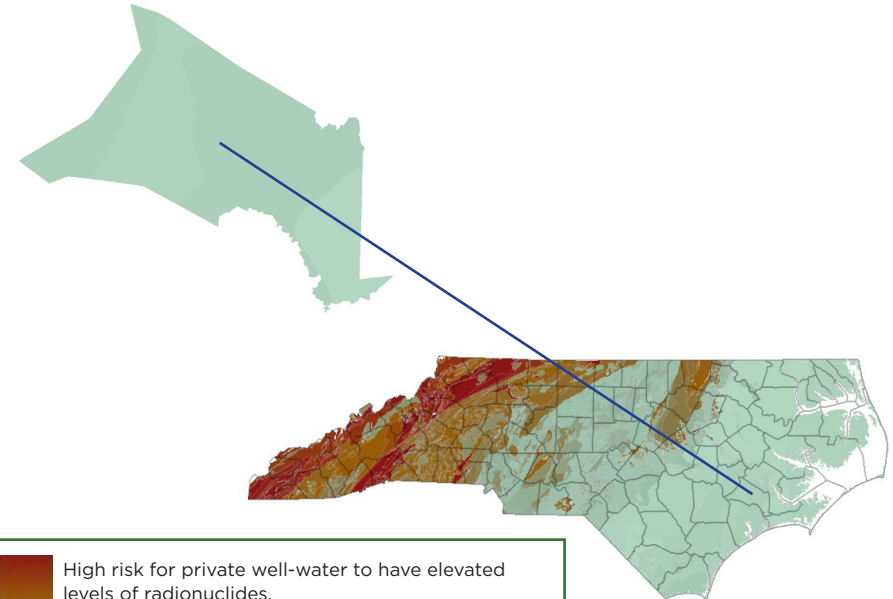 High risk for private well-water to have elevated
levels of radionuclides.